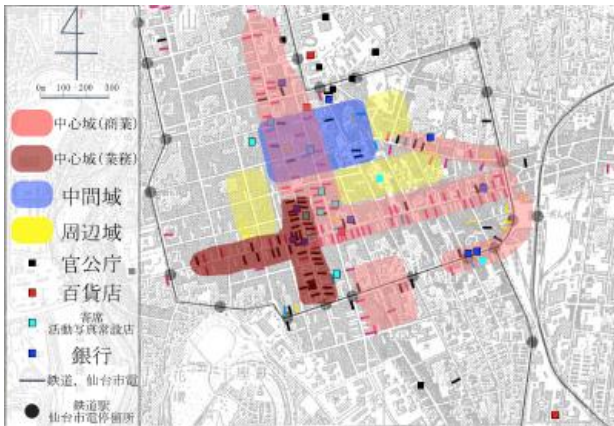 0m 100 200 300
中心域(商業)
中心域(業務)
中間域
周辺域
官公庁
百貨店
寄席
活動写真常設店
銀行
鉄道、仙台市電
鉄道駅
仙台市電停留所